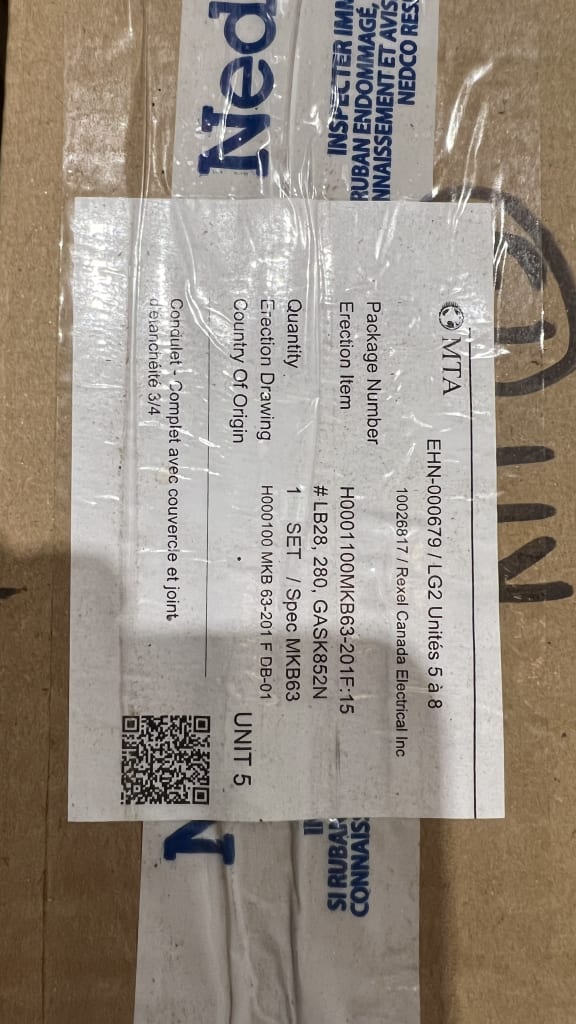 MTA
EHN-000679 / LG2 Unités 5 à 8
10026817 / Rexel Canada Electrical Inc
Package Number H0001100MKB63-201F:15
Erection Item # LB28, 280, GASK852N
Quantity 1 SET / Spec MKB63
Erection Drawing H000100 MKB 63-201 F DB-01
Country Of Origin .
UNIT 5
Condulet - Complet avec couvercle et joint
d'étanchéité 3/4
Ned
INSPECTER IMM
RUBAN ENDOMMAGÉ,
NNAISSEMENT ET AVIS
NEDCO RES
N
SI RUBA
CONNAIS